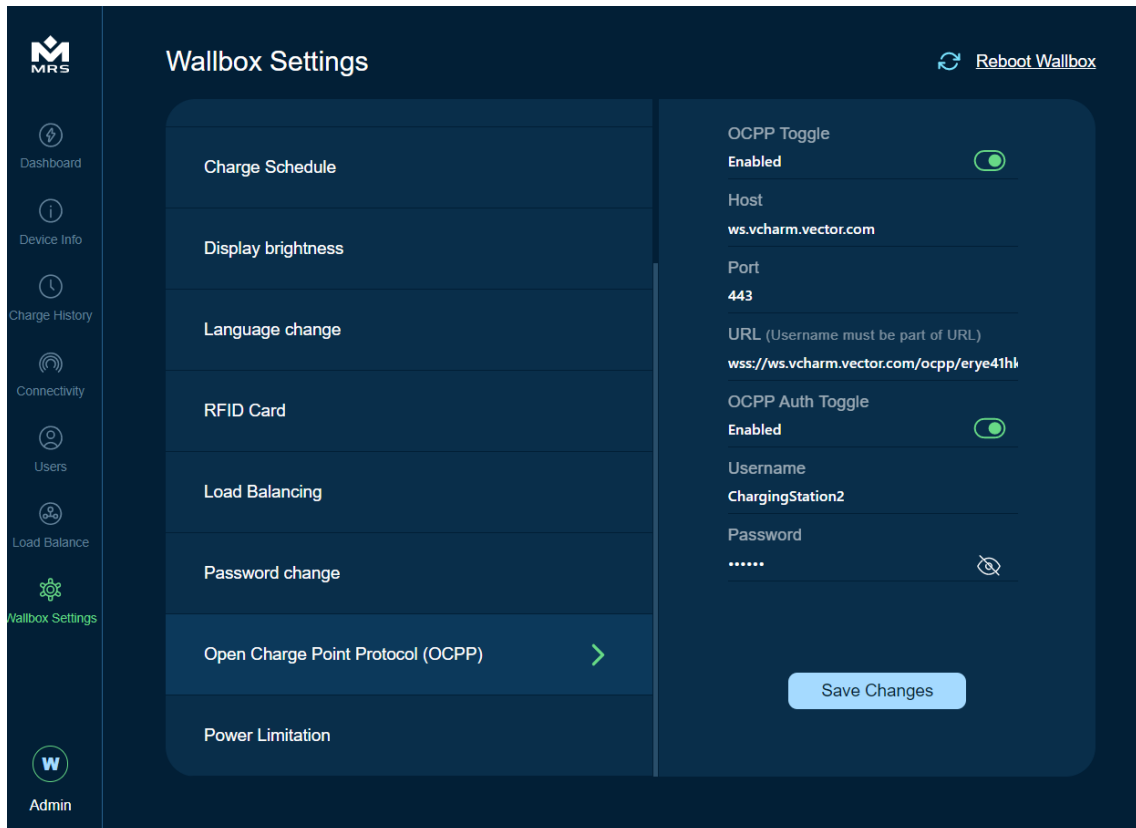 MRS
Dashboard
Device Info
Charge History
Connectivity
Users
Load Balance
Wallbox Settings
W
Admin
Wallbox Settings
Reboot Wallbox
Charge Schedule
Display brightness
Language change
RFID Card
Load Balancing
Password change
Open Charge Point Protocol (OCPP)
Power Limitation
OCPP Toggle
Enabled
Host
ws.vcharm.vector.com
Port
443
URL (Username must be part of URL)
wss://ws.vcharm.vector.com/ocpp/erye41hk
OCPP Auth Toggle
Enabled
Username
ChargingStation2
Password
••••••
Save Changes